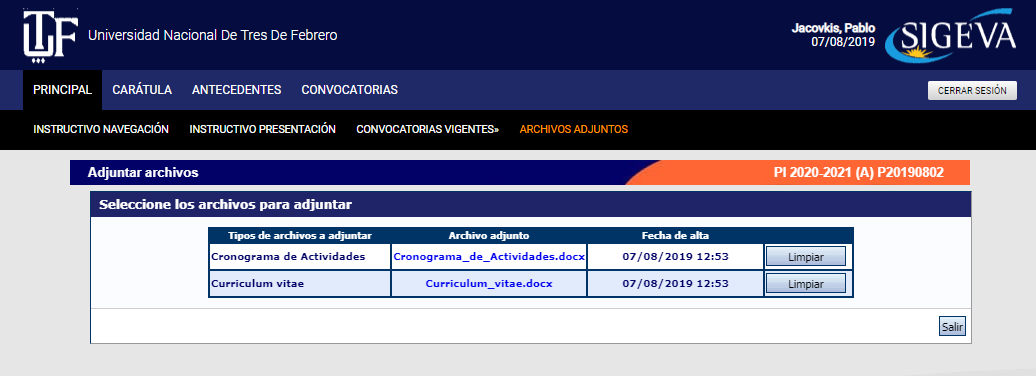 UNTREF
Universidad Nacional De Tres De Febrero
Jacovkis, Pablo
07/08/2019
SIGEVA
PRINCIPAL CARÁTULA ANTECEDENTES CONVOCATORIAS
CERRAR SESIÓN
INSTRUCTIVO NAVEGACIÓN INSTRUCTIVO PRESENTACIÓN CONVOCATORIAS VIGENTES» ARCHIVOS ADJUNTOS
Adjuntar archivos PI 2020-2021 (A) P20190802
Seleccione los archivos para adjuntar
Tipos de archivos a adjuntar Archivo adjunto Fecha de alta
Cronograma de Actividades Cronograma_de_Actividades.docx 07/08/2019 12:53 Limpiar
Curriculum vitae Curriculum_vitae.docx 07/08/2019 12:53 Limpiar
Salir